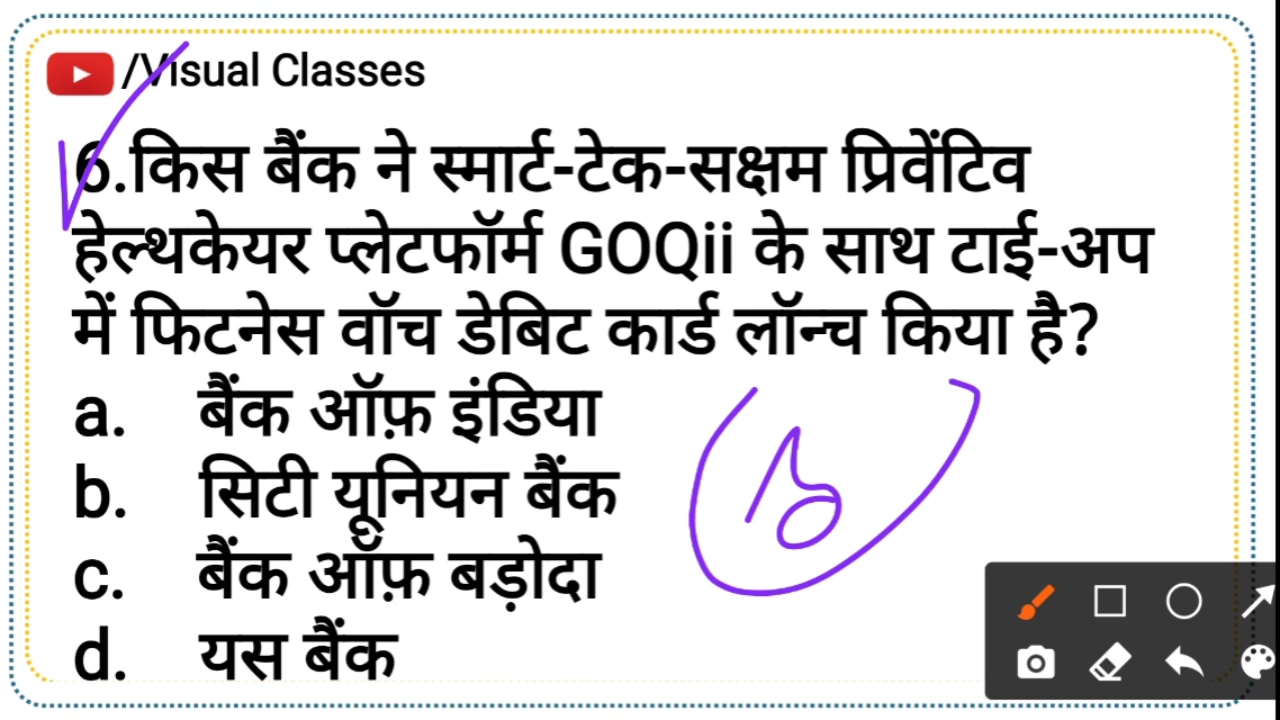 /Visual Classes
6.किस बैंक ने स्मार्ट-टेक-सक्षम प्रिवेंटिव
हेल्थकेयर प्लेटफॉर्म GOQii के साथ टाई-अप
में फिटनेस वॉच डेबिट कार्ड लॉन्च किया है?
a. बैंक ऑफ़ इंडिया
b. सिटी यूनियन बैंक
c. बैंक ऑफ़ बड़ोदा
d. यस बैंक